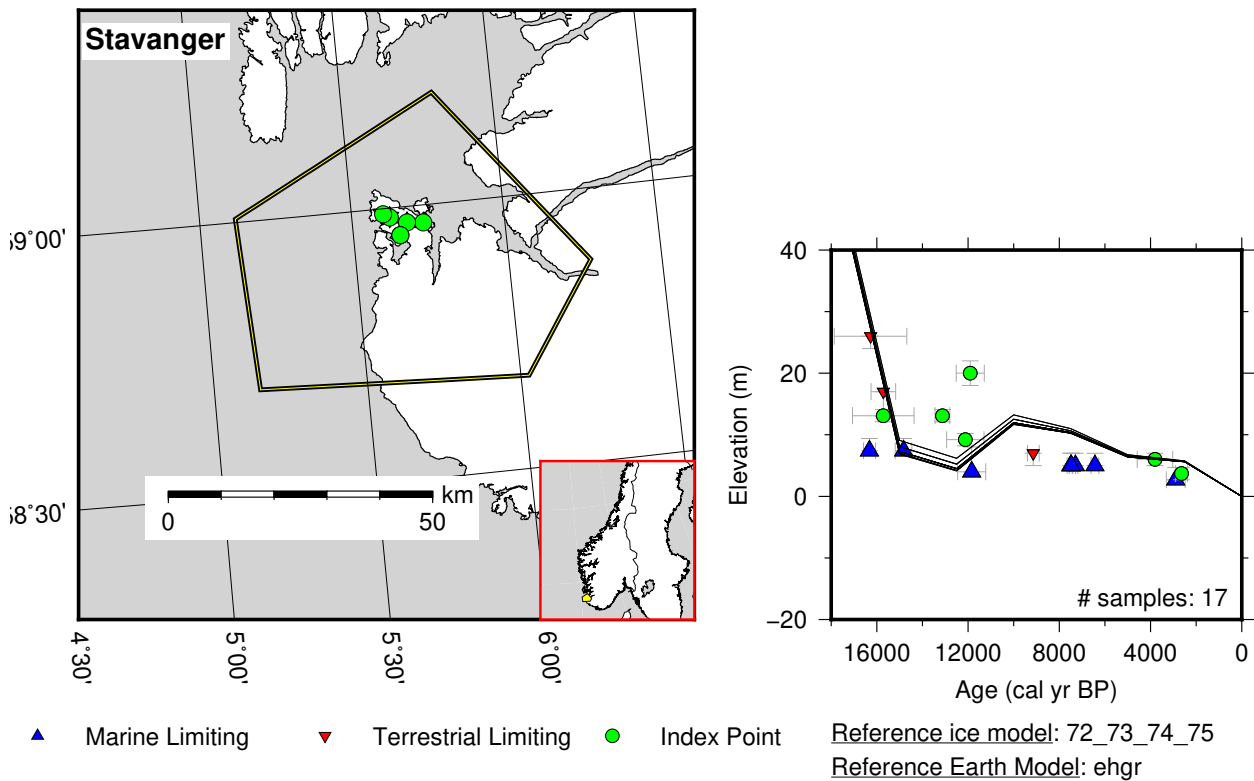 Stavanger
59°00'
58°30'
km
0
50
4°30'
5°00'
5°30'
6°00'
40
20
0
−20
Elevation (m)
# samples: 17
16000
12000
8000
4000
0
Age (cal yr BP)
Marine Limiting
Terrestrial Limiting
Index Point
Reference ice model: 72_73_74_75
Reference Earth Model: ehgr